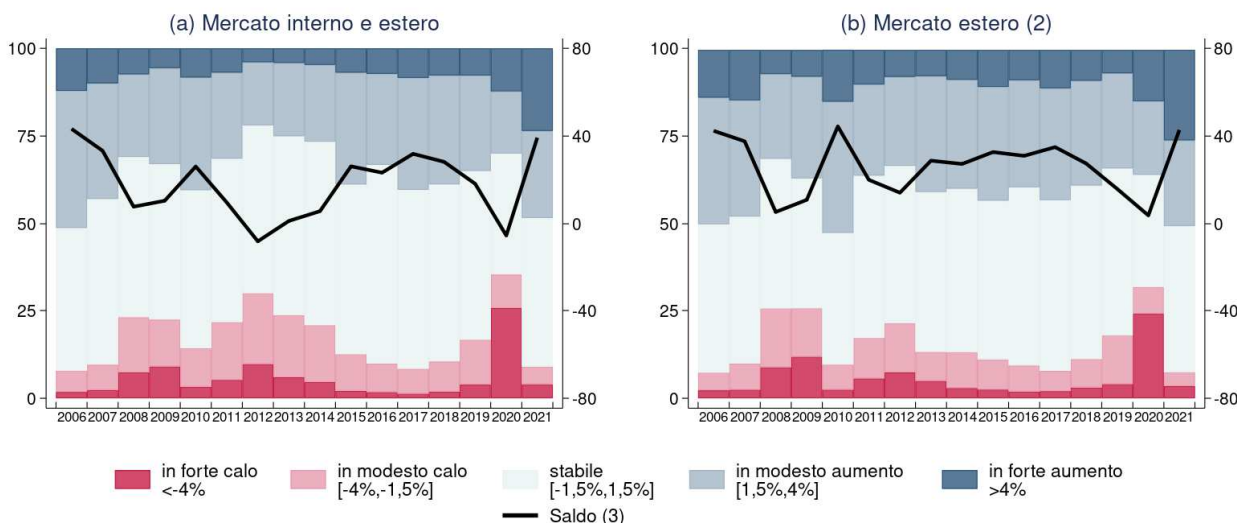 (a) Mercato interno e estero
(b) Mercato estero (2)
100
75
50
25
0
80
40
0
-40
-80
2006 2007 2008 2009 2010 2011 2012 2013 2014 2015 2016 2017 2018 2019 2020 2021
100
75
50
25
0
80
40
0
-40
-80
2006 2007 2008 2009 2010 2011 2012 2013 2014 2015 2016 2017 2018 2019 2020 2021
in forte calo
<-4%
in modesto calo
[-4%,-1,5%]
stabile
[-1,5%,1,5%]
in modesto aumento
[1,5%,4%]
in forte aumento
>4%
Saldo (3)